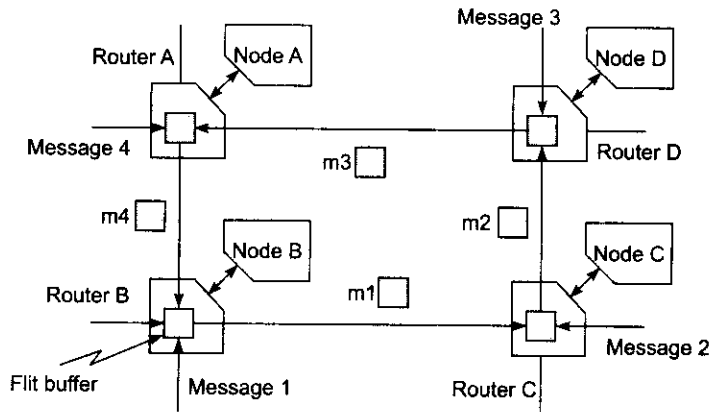 Message 3
Router A
Node A
Node D
Message 4
m3
Router D
m4
m2
Node B
Node C
Router B
m1
Flit buffer
Message 1
Message 2
Router C